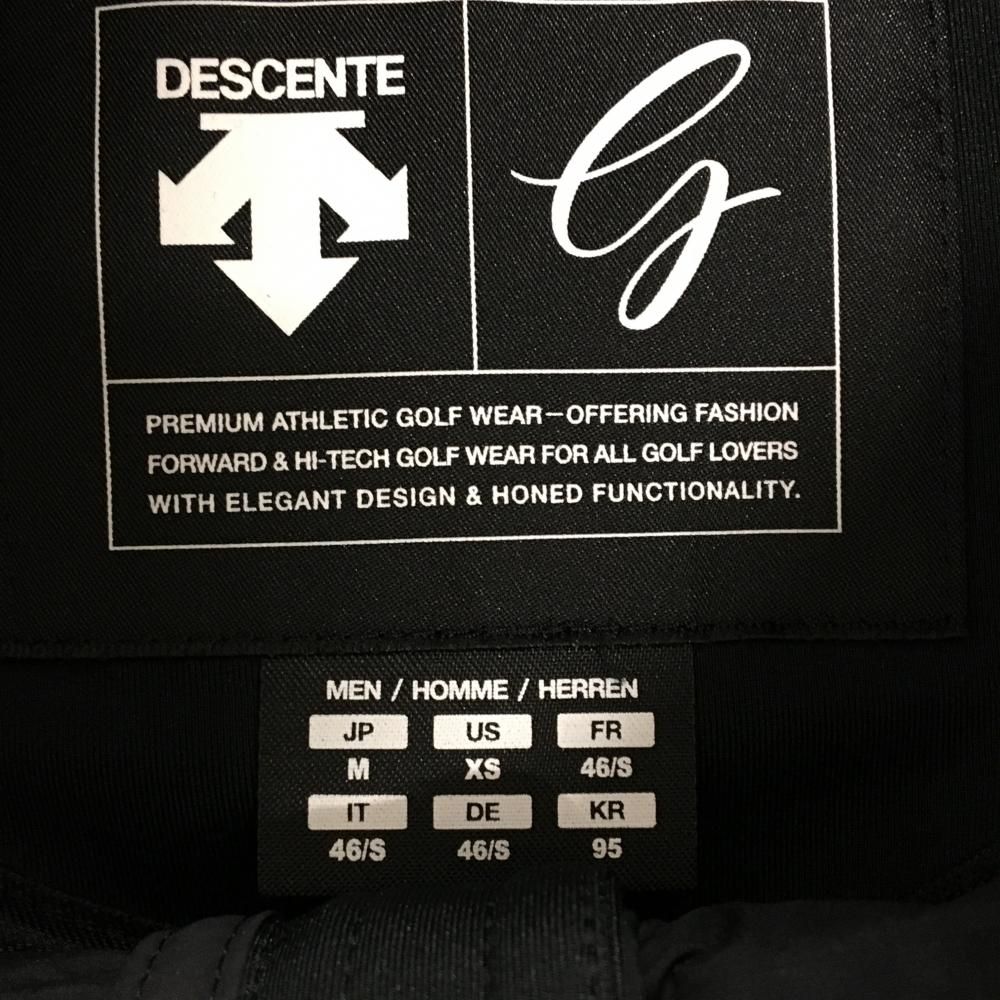 DESCENTE
G
PREMIUM ATHLETIC GOLF WEAR—OFFERING FASHION
FORWARD & HI-TECH GOLF WEAR FOR ALL GOLF LOVERS
WITH ELEGANT DESIGN & HONED FUNCTIONALITY.
MEN / HOMME / HERREN
JP US FR
M XS 46/S
IT DE KR
46/S 46/S 95